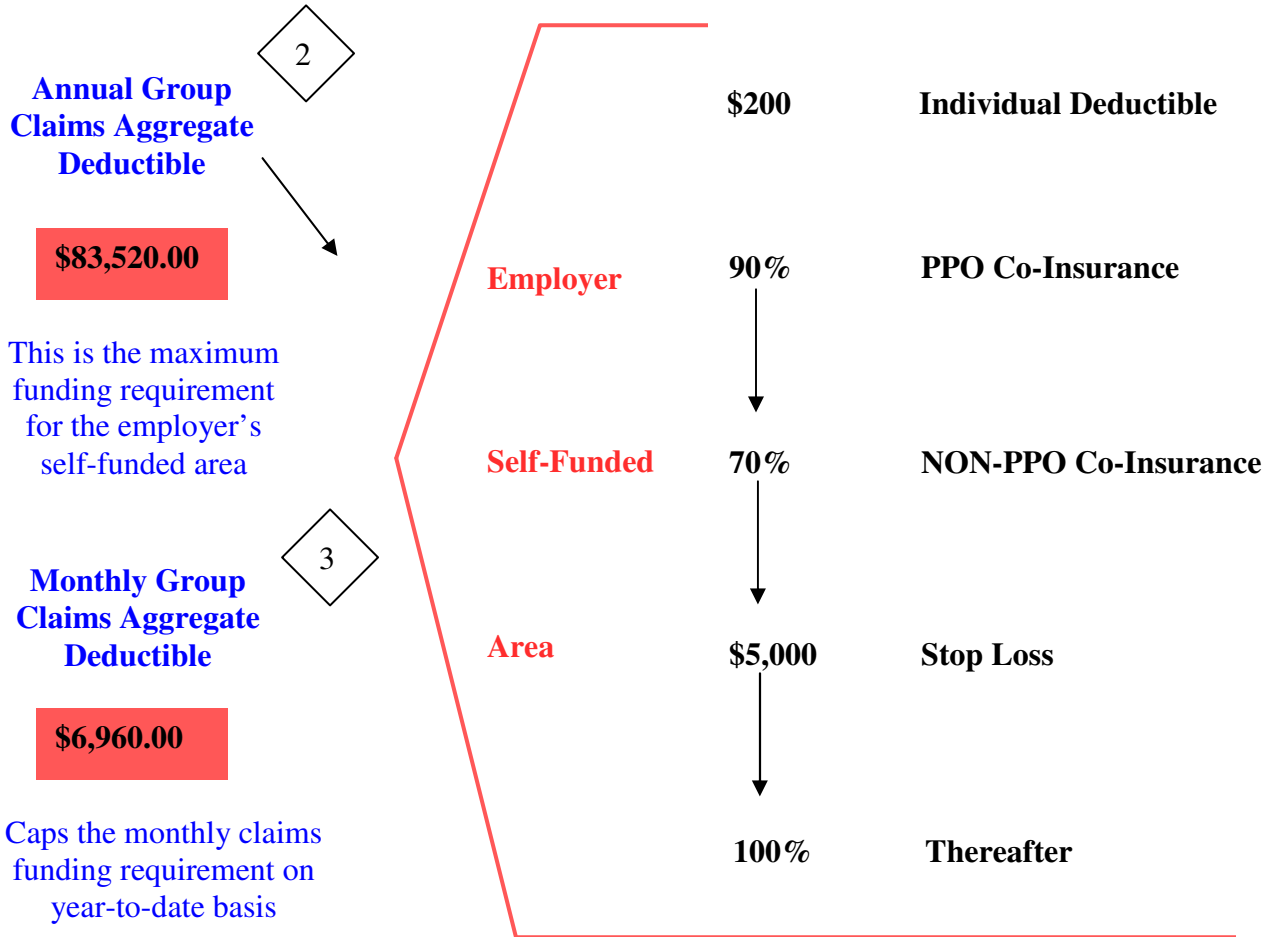 2
Annual Group
Claims Aggregate
Deductible
$83,520.00
This is the maximum
funding requirement
for the employer’s
self-funded area
3
Monthly Group
Claims Aggregate
Deductible
$6,960.00
Caps the monthly claims
funding requirement on
year-to-date basis
Employer
Self-Funded
Area
$200 Individual Deductible
90% PPO Co-Insurance
70% NON-PPO Co-Insurance
$5,000 Stop Loss
100% Thereafter